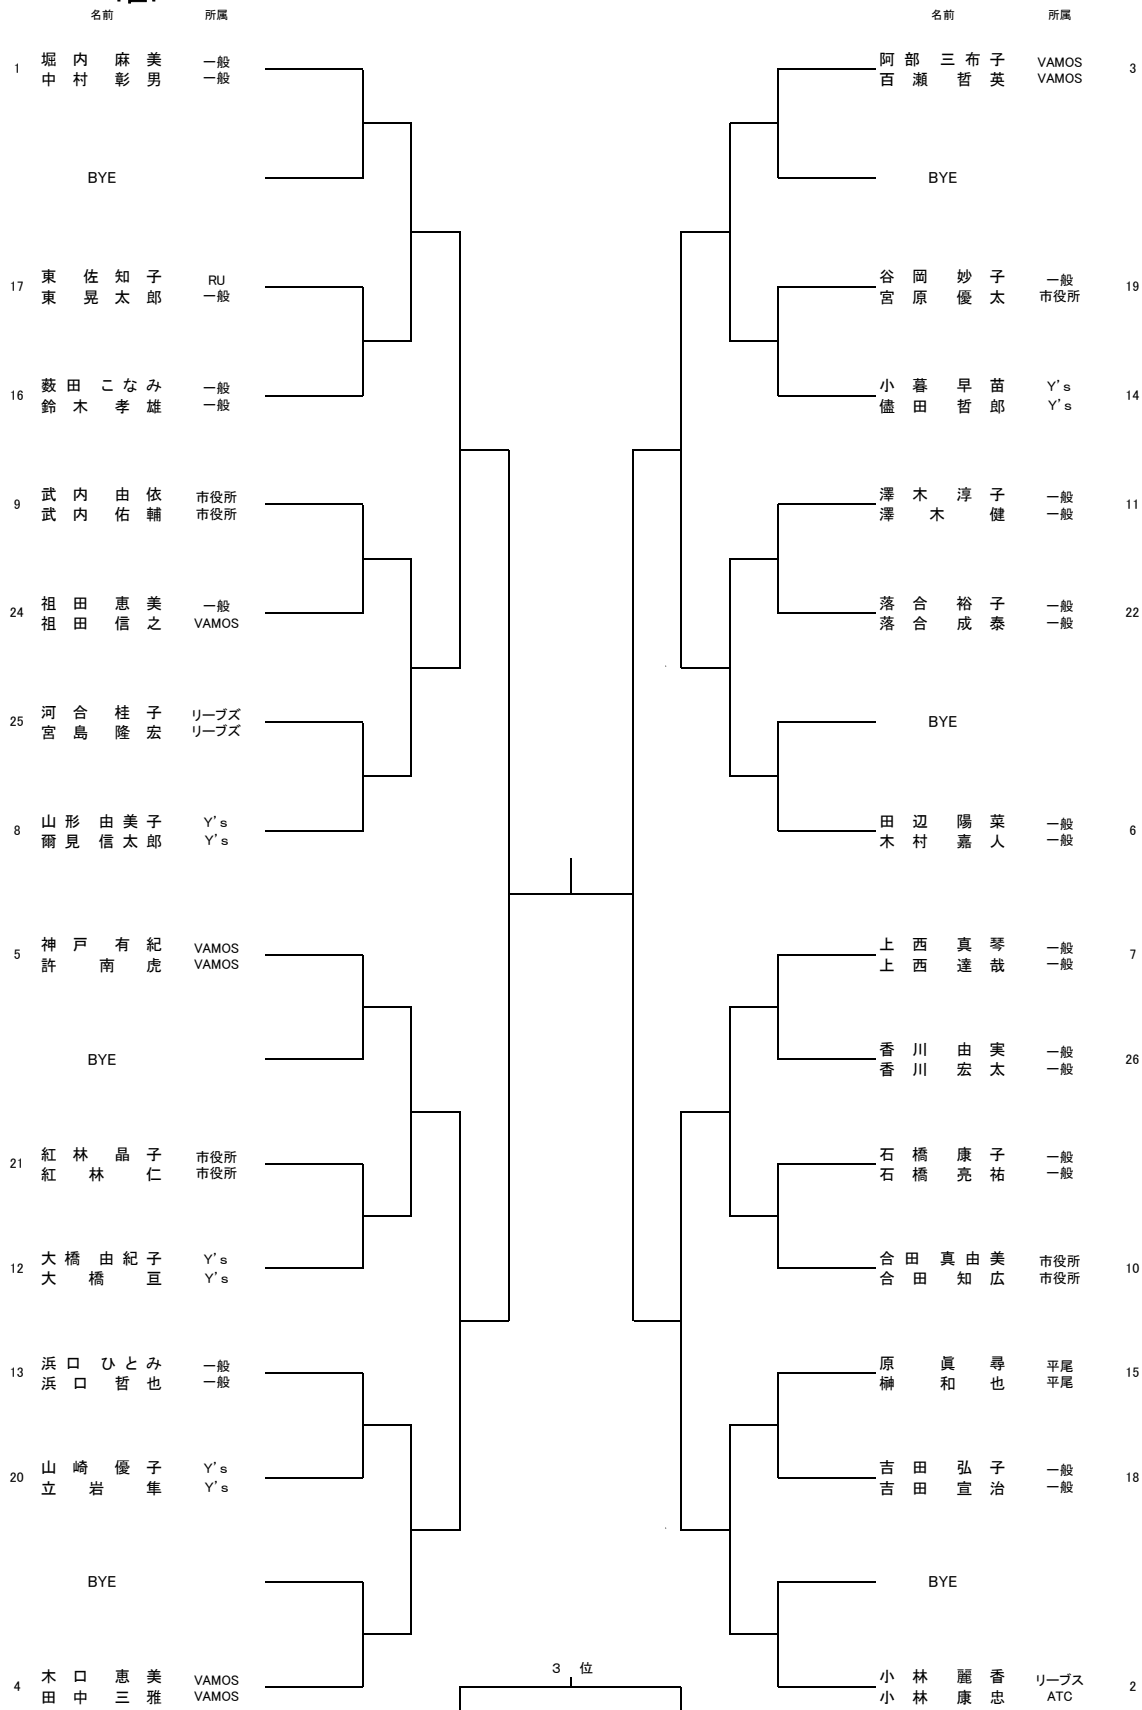 名前 所属
1 堀内 麻美 一般
中村 彰男 一般
BYE
17 東 佐知子 RU
東 晃太郎 一般
16 薮田 こなみ 一般
鈴木 孝雄 一般
9 武内 由依 市役所
武内 佑輔 市役所
24 祖田 恵美 一般
祖田 信之 VAMOS
25 河合 桂子 リーブズ
宮島 隆宏 リーブズ
8 山形 由美子 Y's
爾見 信太郎 Y's
5 神戸 有紀 VAMOS
許 南虎 VAMOS
BYE
21 紅林 晶子 市役所
紅林 仁 市役所
12 大橋 由紀子 Y's
大橋 亘 Y's
13 浜口 ひとみ 一般
浜口 哲也 一般
20 山崎 優子 Y's
立岩 隼 Y's
BYE
4 木口 恵美 VAMOS
田中 三雅 VAMOS
名前 所属
阿部 三布子 VAMOS 3
百瀬 哲英 VAMOS
BYE
谷岡 妙子 一般 19
宮原 優太 市役所
小暮 早苗 Y's 14
儘田 哲郎 Y's
澤木 淳子 一般 11
澤木 健 一般
落合 裕子 一般 22
落合 成泰 一般
BYE
田辺 陽菜 一般 6
木村 嘉人 一般
上西 真琴 一般 7
上西 達哉 一般
香川 由実 一般 26
香川 宏太 一般
石橋 康子 一般
石橋 亮祐 一般
合田 真由美 市役所 10
合田 知広 市役所
原 眞尋 平尾 15
榊 和也 平尾
吉田 弘子 一般 18
吉田 宣治 一般
BYE
小林 麗香 リーブス 2
小林 康忠 ATC
3 位